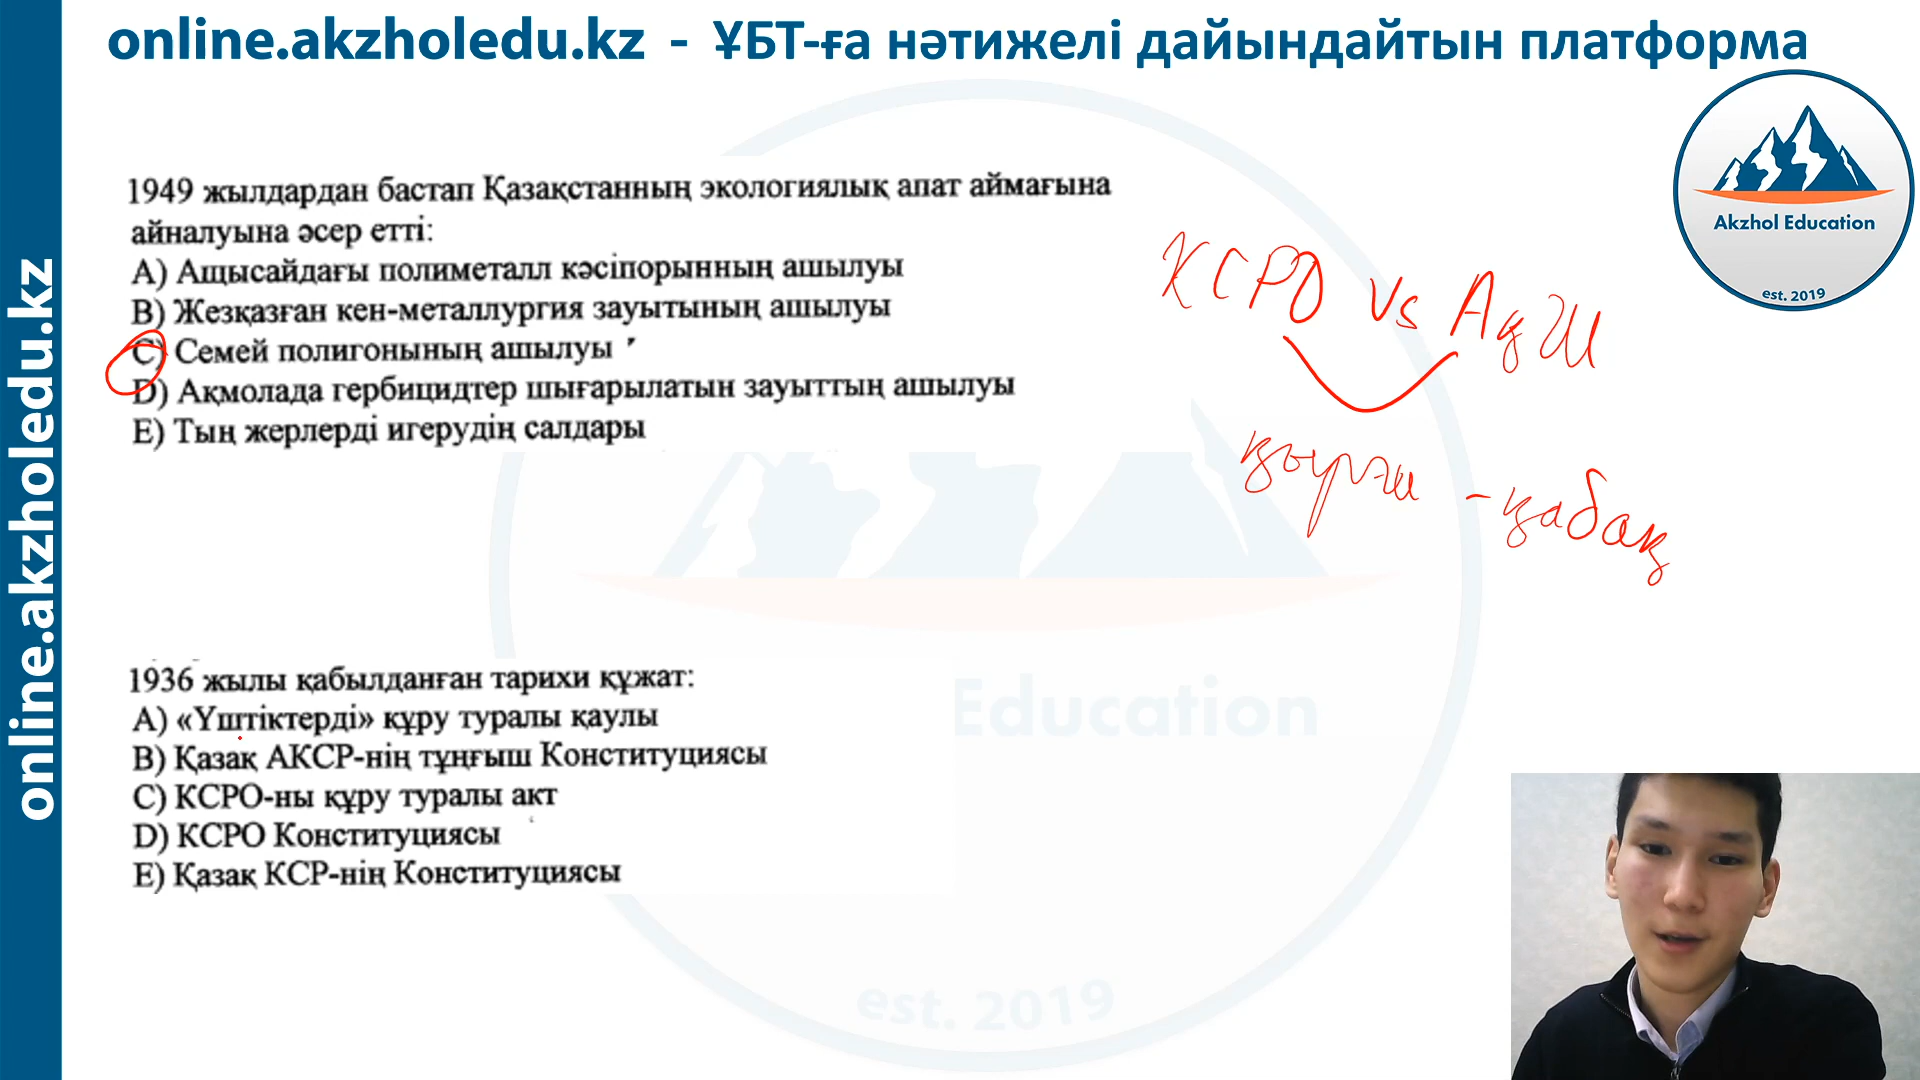 online.akzholedu.kz - ҰБТ-ға нәтижелі дайындайтын платформа
online.akzholedu.kz
Akzhol Education
est. 2019
1949 жылдардан бастап Қазақстанның экологиялық апат аймағына
айналуына әсер етті:
A) Ащысайдағы полиметалл кәсіпорынның ашылуы
B) Жезқазған кен-металлургия зауытының ашылуы
C) Семей полигонының ашылуы
D) Ақмолада гербицидтер шығарылатын зауыттың ашылуы
E) Тың жерлерді игерудің салдары
КСРО vs АҚШ
қырғи - қабақ
1936 жылы қабылданған тарихи құжат:
A) «Үштіктерді» құру туралы қаулы
B) Қазақ АКСР-нің тұңғыш Конституциясы
C) КСРО-ны құру туралы акт
D) КСРО Конституциясы
E) Қазақ КСР-нің Конституциясы
Education
est. 2019